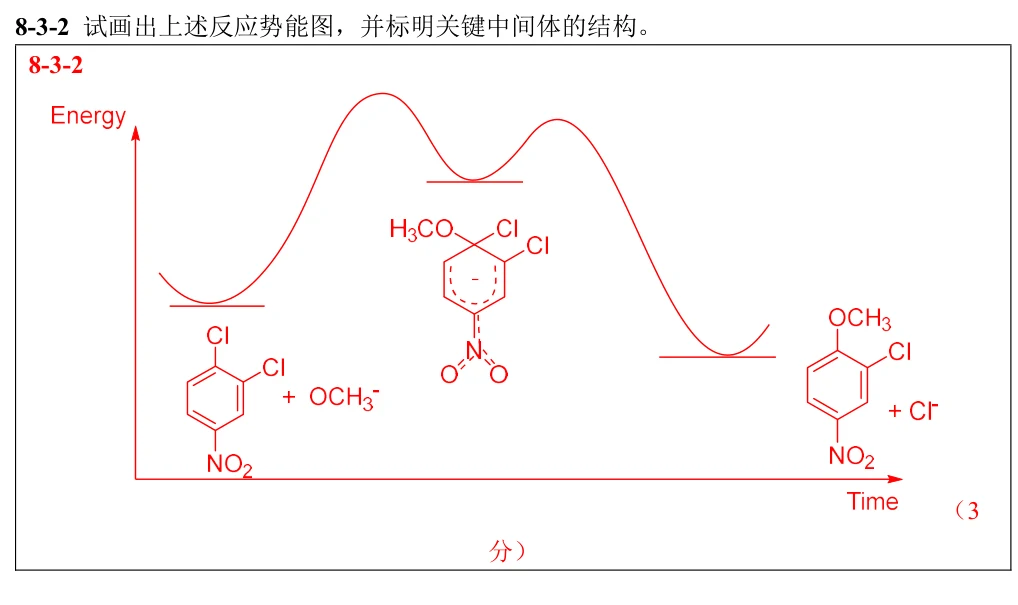 8-3-2 试画出上述反应势能图，并标明关键中间体的结构。
8-3-2
Energy
H₃CO Cl
Cl
-
N
O O
Cl
Cl
+ OCH₃⁻
NO₂
OCH₃
Cl
+ Cl⁻
NO₂
Time
（3
分）